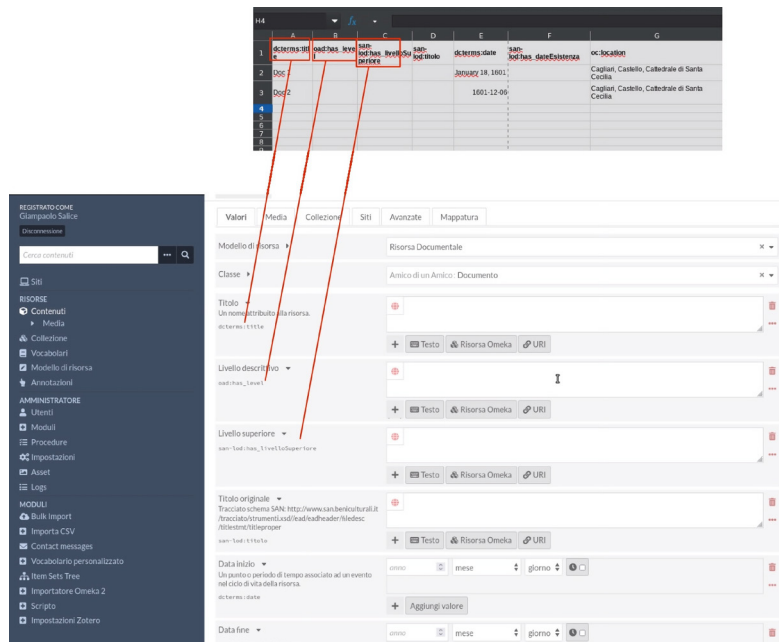 H4
fx
A B C D E F G
1
dcterms:titl
e
oad:has_leve
l
san-
lod:has_livelloSu
periore
san-
lod:titolo
dcterms:date
san-
lod:has_dateEsistenza
oc:location
2 Doc 1 January 18, 1601 Cagliari, Castello, Cattedrale di Santa
Cecilia
3 Doc 2 1601-12-06 Cagliari, Castello, Cattedrale di Santa
Cecilia
4
5
6
7
8
REGISTRATO COME
Giampaolo Salice
Disconnessione
Cerca contenuti
Siti
RISORSE
Contenuti
Media
Collezione
Vocabolari
Modello di risorsa
Annotazioni
AMMINISTRATORE
Utenti
Moduli
Procedure
Impostazioni
Asset
Logs
MODULI
Bulk Import
Importa CSV
Contact messages
Vocabolario personalizzato
Item Sets Tree
Importatore Omeka 2
Scripto
Impostazioni Zotero
Valori Media Collezione Siti Avanzate Mappatura
Modello di risorsa Risorsa Documentale
Classe Amico di un Amico : Documento
Titolo
Un nome attribuito alla risorsa.
dcterms:title
+ Testo Risorsa Omeka URI
Livello descrittivo
oad:has_level
+ Testo Risorsa Omeka URI
Livello superiore
san-lod:has_livelloSuperiore
+ Testo Risorsa Omeka URI
Titolo originale
Tracciato schema SAN: http://www.san.beniculturali.it
/tracciato/strumenti.xsd//ead/eadheader/filedesc
/titlestmt/titleproper
san-lod:titolo
+ Testo Risorsa Omeka URI
Data inizio
Un punto o periodo di tempo associato ad un evento
nel ciclo di vita della risorsa.
dcterms:date
anno mese giorno
+ Aggiungi valore
Data fine
anno mese giorno